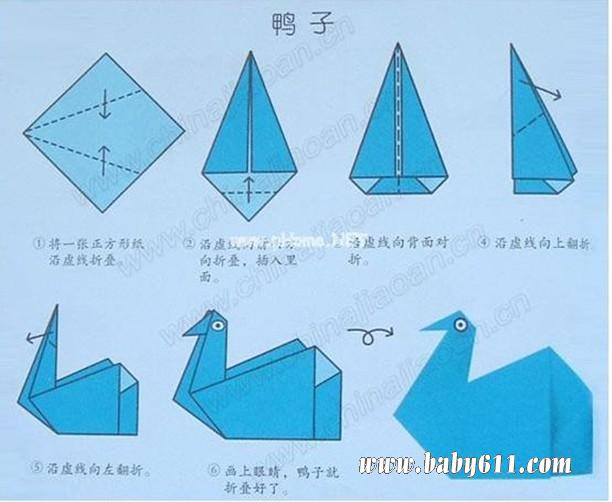 鸭子
①将一张正方形纸
沿虚线折叠。
②沿虚线
向折叠，插入里
面。
沿虚线向背面对
折。
④沿虚线向上翻折
⑤沿虚线向左翻折。
⑥画上眼睛，鸭子就
折叠好了。
www.chinajiaoan.cn
www.baby611.com